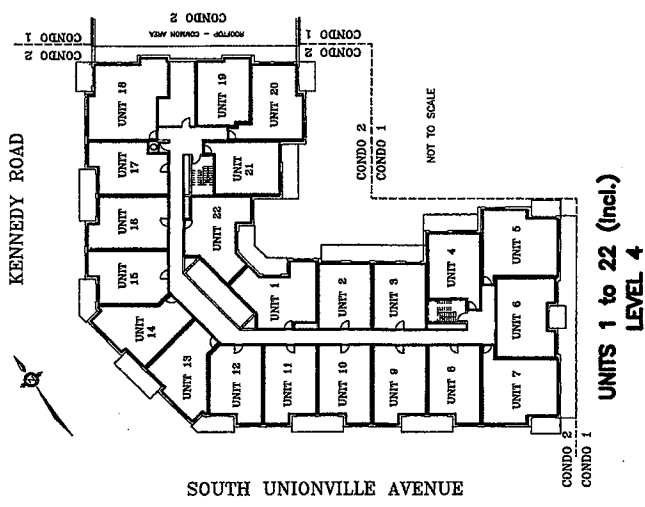 CONDO 2
ROOFTOP - COMMON AREA
CONDO 1
CONDO 2
CONDO 1
CONDO 2
UNIT 18
UNIT 19
UNIT 20
UNIT 17
UNIT 21
UNIT 16
UNIT 22
UNIT 15
UNIT 14
UNIT 13
UNIT 1
UNIT 2
UNIT 3
UNIT 4
UNIT 5
UNIT 6
UNIT 12
UNIT 11
UNIT 10
UNIT 9
UNIT 6
UNIT 7
CONDO 2
CONDO 1
NOT TO SCALE
KENNEDY ROAD
CONDO 2
CONDO 1
UNITS 1 to 22 (Incl.)
LEVEL 4
SOUTH UNIONVILLE AVENUE